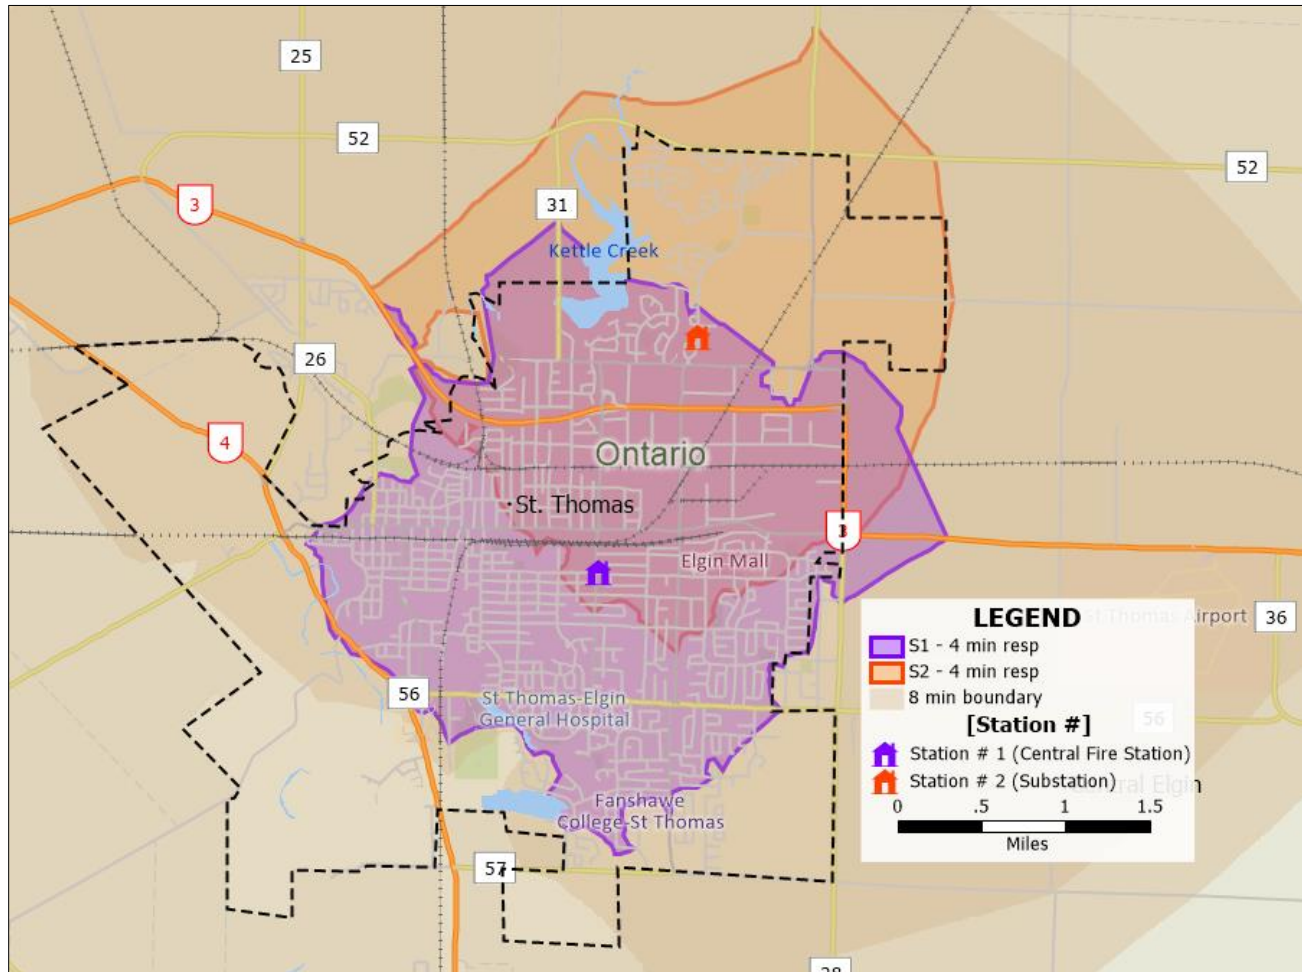 25
52
52
3
31
Kettle Creek
26
4
Ontario
St. Thomas
3
Elgin Mall
LEGEND
St Thomas Airport
36
S1 - 4 min resp
S2 - 4 min resp
56
St Thomas-Elgin
General Hospital
8 min boundary
56
[Station #]
Station # 1 (Central Fire Station)
Station # 2 (Substation)
Central Elgin
Fanshawe
College-St Thomas
0 .5 1 1.5
Miles
57
28